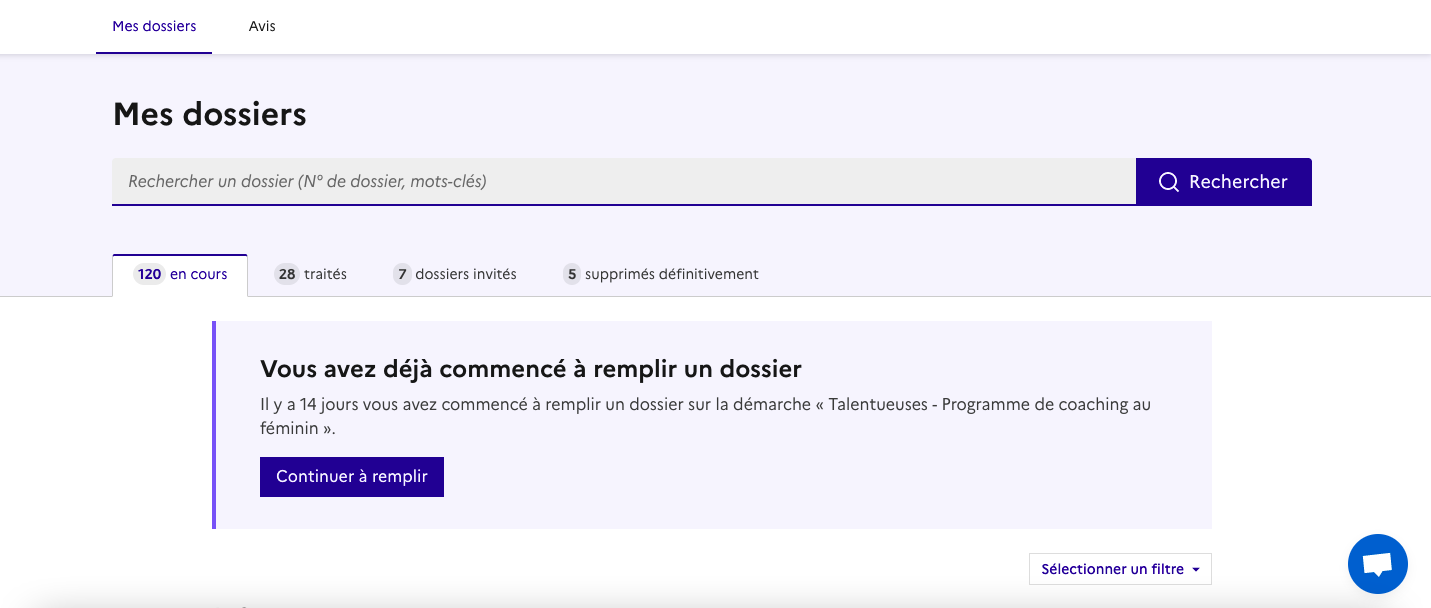 Mes dossiers
Avis
Mes dossiers
Rechercher un dossier (N° de dossier, mots-clés)
Rechercher
120 en cours
28 traités
7 dossiers invités
5 supprimés définitivement
Vous avez déjà commencé à remplir un dossier
Il y a 14 jours vous avez commencé à remplir un dossier sur la démarche « Talentueuses - Programme de coaching au
féminin ».
Continuer à remplir
Sélectionner un filtre